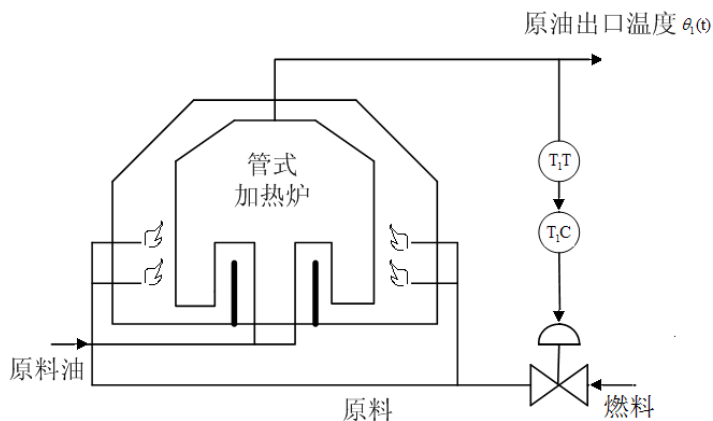 原油出口温度 θ₁(t)
管式
加热炉
T₁T
T₁C
原料油
原料
燃料